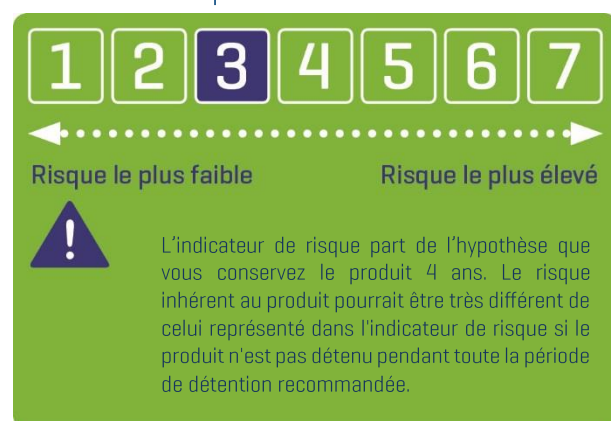 1 2 3 4 5 6 7
Risque le plus faible Risque le plus élevé
!
L'indicateur de risque part de l'hypothèse que
vous conservez le produit 4 ans. Le risque
inhérent au produit pourrait être très différent de
celui représenté dans l'indicateur de risque si le
produit n'est pas détenu pendant toute la période
de détention recommandée.